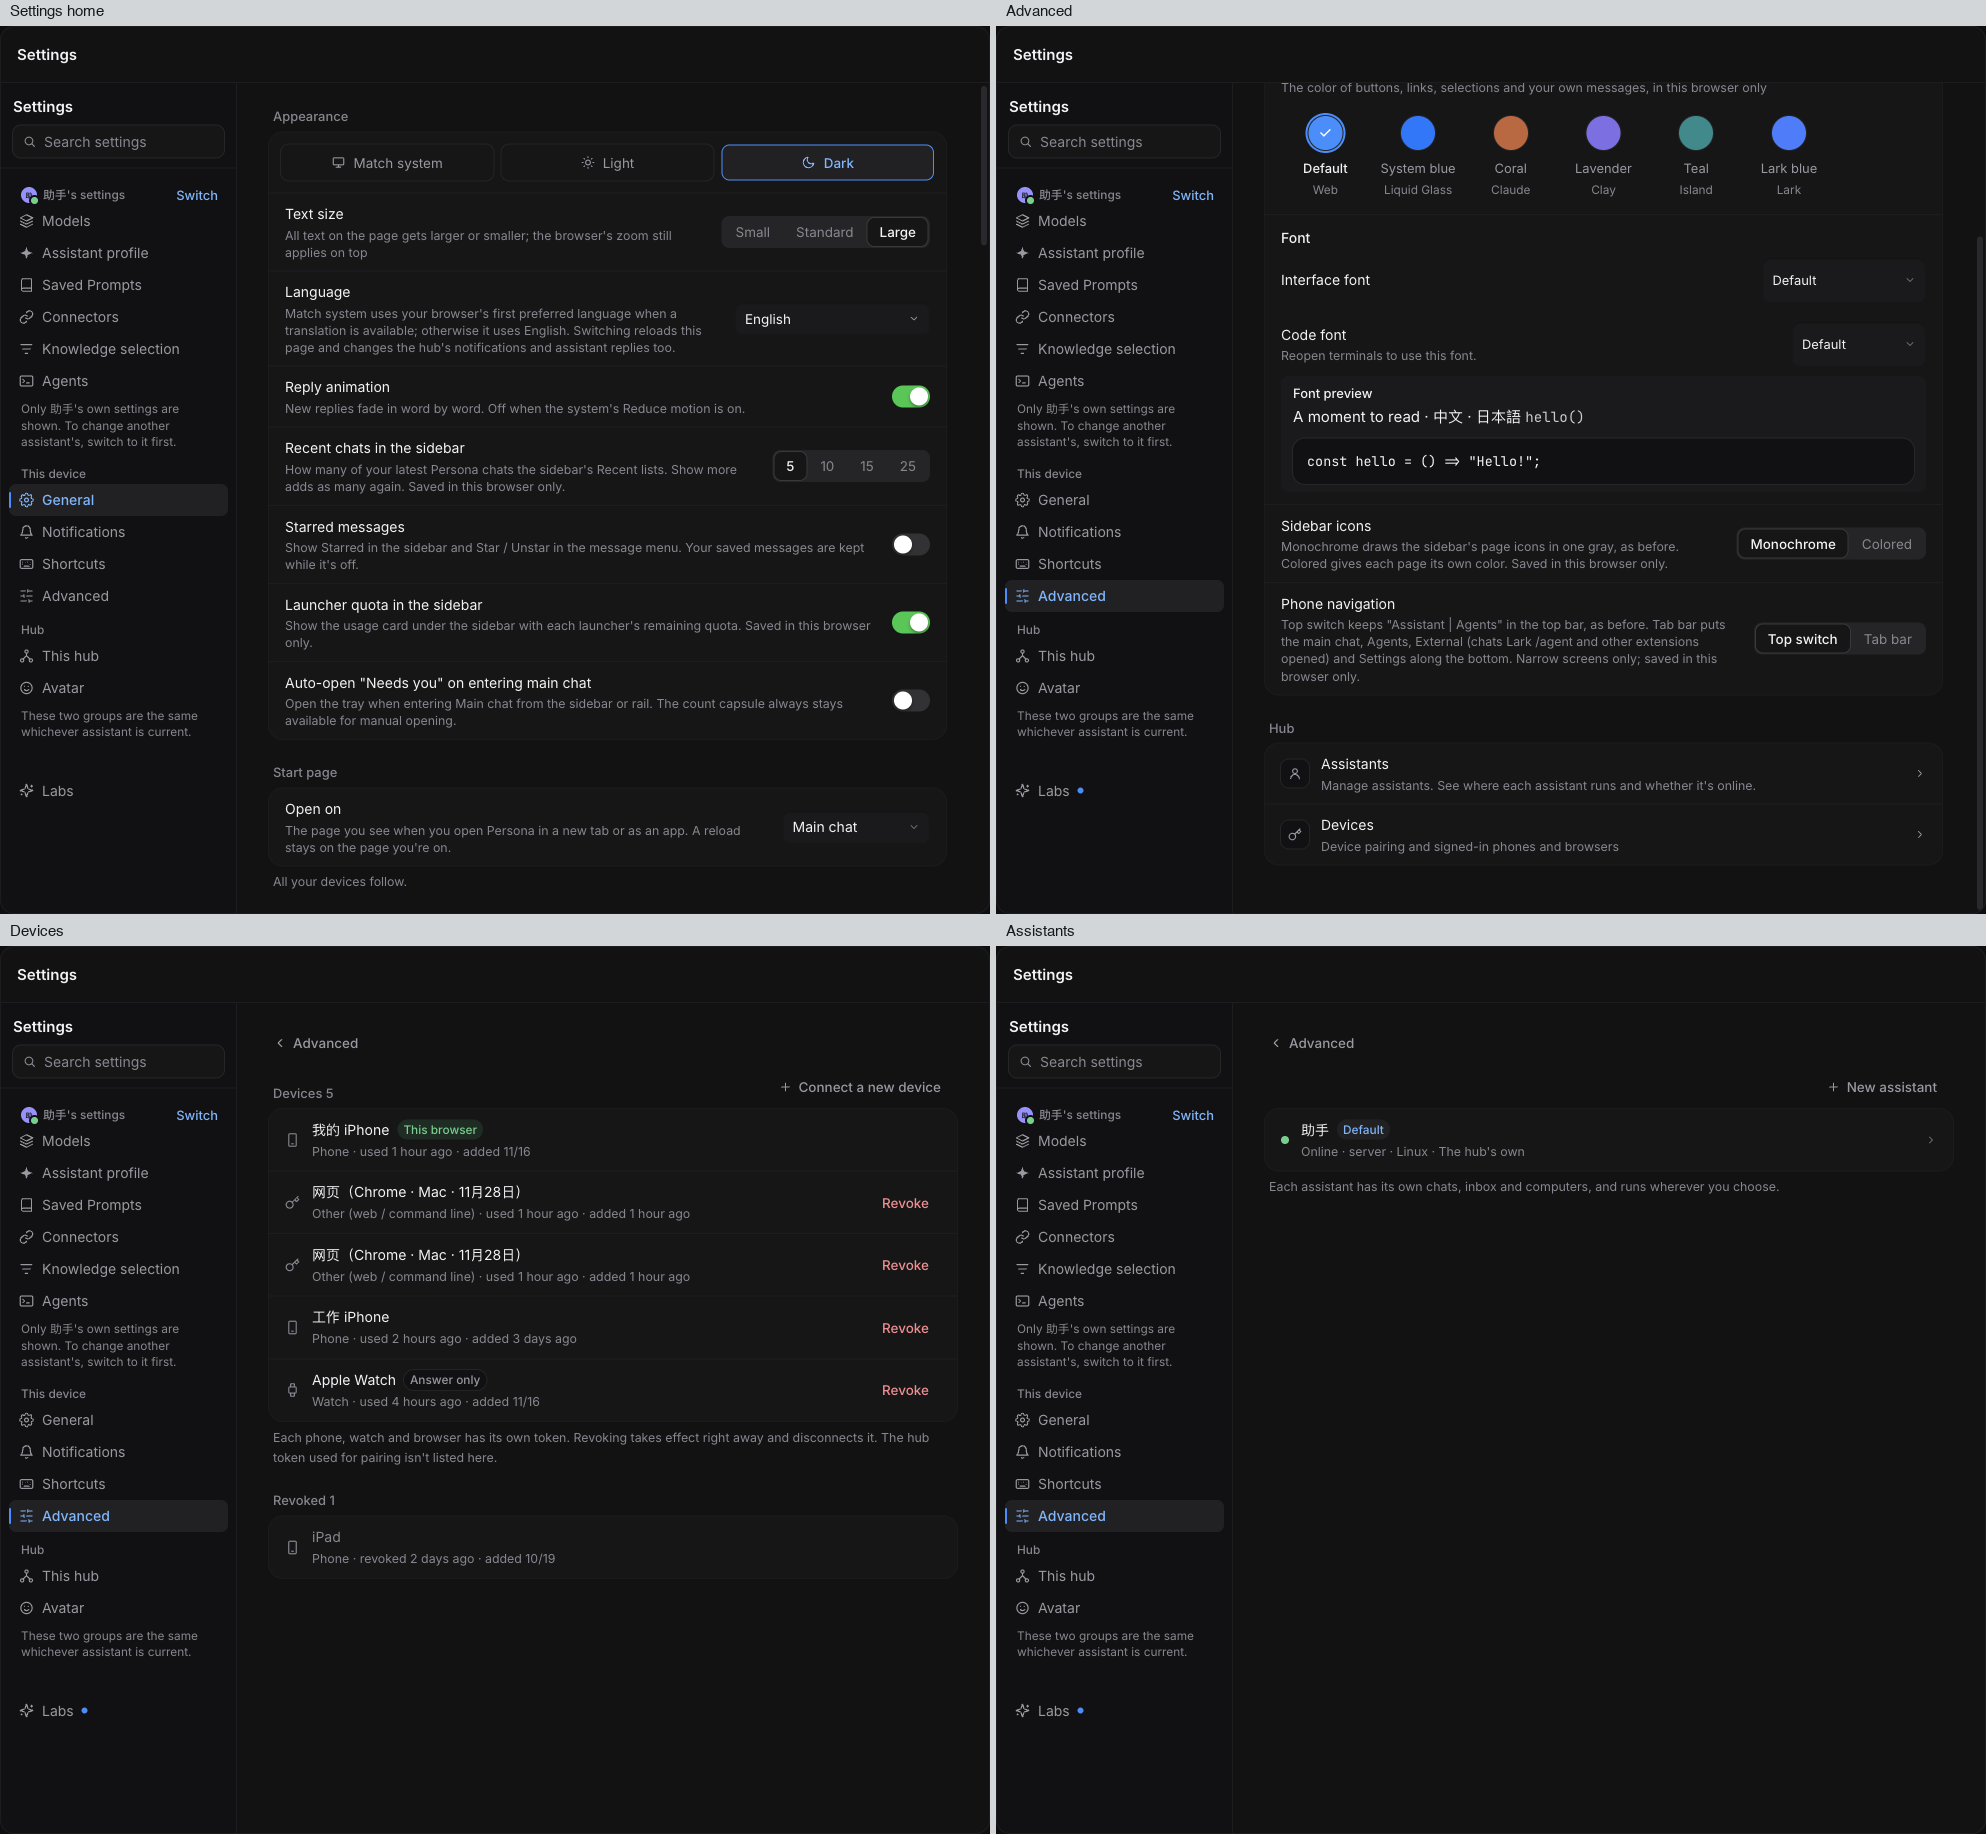 Settings home
Settings
Settings
Search settings
助手's settings
Switch
Models
Assistant profile
Saved Prompts
Connectors
Knowledge selection
Agents
Only 助手's own settings are
shown. To change another
assistant's, switch to it first.
This device
General
Notifications
Shortcuts
Advanced
Hub
This hub
Avatar
These two groups are the same
whichever assistant is current.
Labs
Appearance
Match system
Light
Dark
Text size
All text on the page gets larger or smaller; the browser's zoom still
applies on top
Small
Standard
Large
Language
Match system uses your browser's first preferred language when a
translation is available; otherwise it uses English. Switching reloads this
page and changes the hub's notifications and assistant replies too.
English
Reply animation
New replies fade in word by word. Off when the system's Reduce motion is on.
Recent chats in the sidebar
How many of your latest Persona chats the sidebar's Recent lists. Show more
adds as many again. Saved in this browser only.
5
10
15
25
Starred messages
Show Starred in the sidebar and Star / Unstar in the message menu. Your saved messages are kept
while it's off.
Launcher quota in the sidebar
Show the usage card under the sidebar with each launcher's remaining quota. Saved in this browser
only.
Auto-open "Needs you" on entering main chat
Open the tray when entering Main chat from the sidebar or rail. The count capsule always stays
available for manual opening.
Start page
Open on
The page you see when you open Persona in a new tab or as an app. A reload
stays on the page you're on.
Main chat
All your devices follow.
Advanced
Settings
Settings
Search settings
助手's settings
Switch
Models
Assistant profile
Saved Prompts
Connectors
Knowledge selection
Agents
Only 助手's own settings are
shown. To change another
assistant's, switch to it first.
This device
General
Notifications
Shortcuts
Advanced
Hub
This hub
Avatar
These two groups are the same
whichever assistant is current.
Labs
The color of buttons, links, selections and your own messages, in this browser only
Default
Web
System blue
Liquid Glass
Coral
Claude
Lavender
Clay
Teal
Island
Lark blue
Lark
Font
Interface font
Default
Code font
Reopen terminals to use this font.
Default
Font preview
A moment to read · 中文 · 日本語 hello()
const hello = () => "Hello!";
Sidebar icons
Monochrome draws the sidebar's page icons in one gray, as before.
Colored gives each page its own color. Saved in this browser only.
Monochrome
Colored
Phone navigation
Top switch keeps "Assistant | Agents" in the top bar, as before. Tab bar puts
the main chat, Agents, External (chats Lark /agent and other extensions
opened) and Settings along the bottom. Narrow screens only; saved in this
browser only.
Top switch
Tab bar
Hub
Assistants
Manage assistants. See where each assistant runs and whether it's online.
Devices
Device pairing and signed-in phones and browsers
Devices
Settings
Settings
Search settings
助手's settings
Switch
Models
Assistant profile
Saved Prompts
Connectors
Knowledge selection
Agents
Only 助手's own settings are
shown. To change another
assistant's, switch to it first.
This device
General
Notifications
Shortcuts
Advanced
Hub
This hub
Avatar
These two groups are the same
whichever assistant is current.
Labs
Advanced
Devices 5
Connect a new device
我的 iPhone
This browser
Phone · used 1 hour ago · added 11/16
网页（Chrome · Mac · 11月28日）
Other (web / command line) · used 1 hour ago · added 1 hour ago
Revoke
网页（Chrome · Mac · 11月28日）
Other (web / command line) · used 1 hour ago · added 1 hour ago
Revoke
工作 iPhone
Phone · used 2 hours ago · added 3 days ago
Revoke
Apple Watch
Answer only
Watch · used 4 hours ago · added 11/16
Revoke
Each phone, watch and browser has its own token. Revoking takes effect right away and disconnects it. The hub
token used for pairing isn't listed here.
Revoked 1
iPad
Phone · revoked 2 days ago · added 10/19
Assistants
Settings
Settings
Search settings
助手's settings
Switch
Models
Assistant profile
Saved Prompts
Connectors
Knowledge selection
Agents
Only 助手's own settings are
shown. To change another
assistant's, switch to it first.
This device
General
Notifications
Shortcuts
Advanced
Hub
This hub
Avatar
These two groups are the same
whichever assistant is current.
Labs
Advanced
New assistant
助手
Default
Online · server · Linux · The hub's own
Each assistant has its own chats, inbox and computers, and runs wherever you choose.